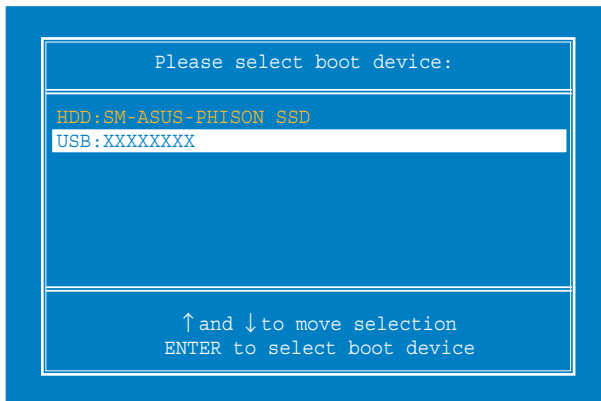 Please select boot device:
HDD:SM-ASUS-PHISON SSD
USB:XXXXXXXX
↑and ↓to move selection
ENTER to select boot device